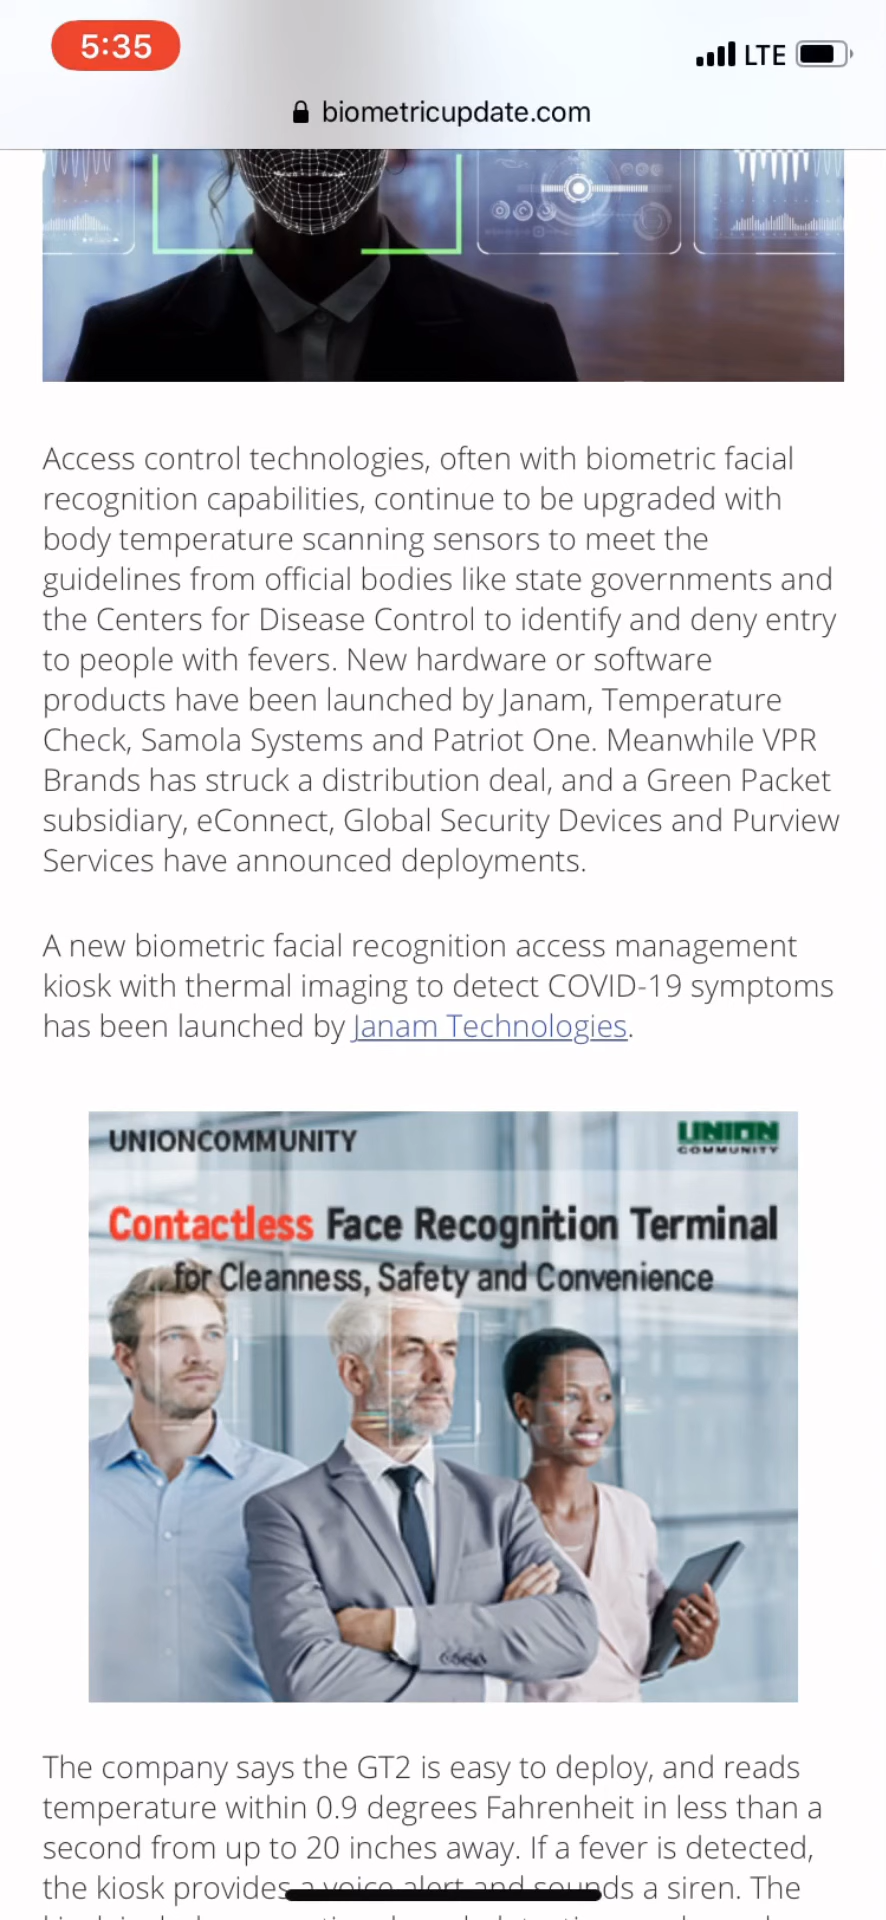 5:35
LTE
biometricupdate.com
Access control technologies, often with biometric facial
recognition capabilities, continue to be upgraded with
body temperature scanning sensors to meet the
guidelines from official bodies like state governments and
the Centers for Disease Control to identify and deny entry
to people with fevers. New hardware or software
products have been launched by Janam, Temperature
Check, Samola Systems and Patriot One. Meanwhile VPR
Brands has struck a distribution deal, and a Green Packet
subsidiary, eConnect, Global Security Devices and Purview
Services have announced deployments.
A new biometric facial recognition access management
kiosk with thermal imaging to detect COVID-19 symptoms
has been launched by Janam Technologies.
UNIONCOMMUNITY
UNION
COMMUNITY
Contactless Face Recognition Terminal
for Cleanness, Safety and Convenience
The company says the GT2 is easy to deploy, and reads
temperature within 0.9 degrees Fahrenheit in less than a
second from up to 20 inches away. If a fever is detected,
the kiosk provides a voice alert and sounds a siren. The